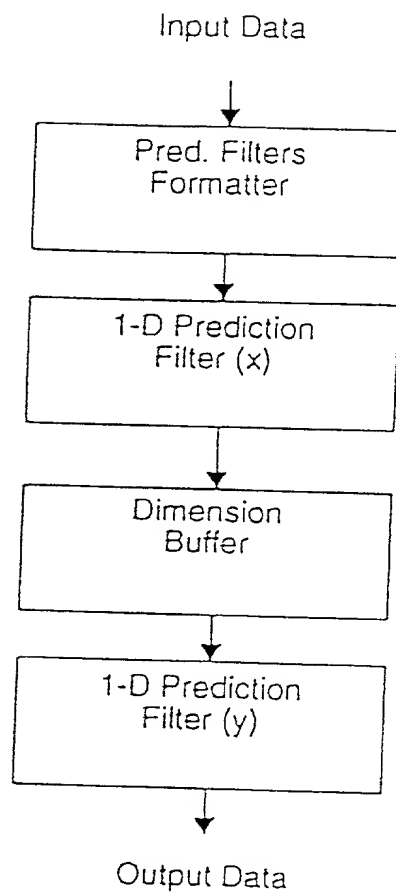 Input Data
Pred. Filters
Formatter
1-D Prediction
Filter (x)
Dimension
Buffer
1-D Prediction
Filter (y)
Output Data